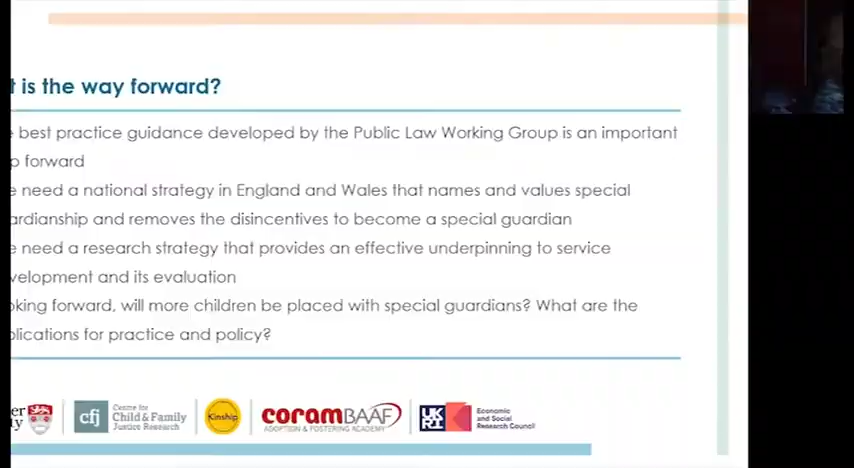 t is the way forward?
e best practice guidance developed by the Public Law Working Group is an important
p forward
e need a national strategy in England and Wales that names and values special
ardianship and removes the disincentives to become a special guardian
e need a research strategy that provides an effective underpinning to service
velopment and its evaluation
oking forward, will more children be placed with special guardians? What are the
plications for practice and policy?
er
ty
cfj
Centre for
Child & Family
Justice Research
Kinship
coramBAAF
ADOPTION & FOSTERING ACADEMY
UK
RI
Economic
and Social
Research Council